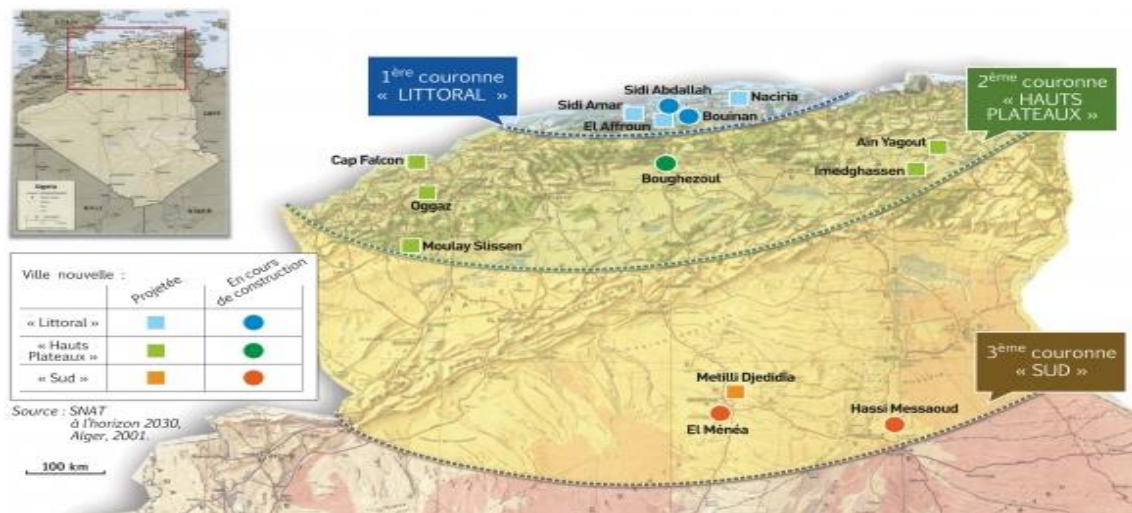 1ère couronne
« LITTORAL »
2ème couronne
« HAUTS
PLATEAUX »
Sidi Abdallah
Naciria
Sidi Amar
El Affroun
Bouinan
Ain Yagout
Cap Falcon
Boughezoul
Imedghassen
Oggaz
Moulay Slissen
Ville nouvelle :
Projetée
En cours
de construction
« Littoral »
« Hauts
Plateaux »
« Sud »
3ème couronne
« SUD »
Metilli Djedidia
Hassi Messaoud
El Ménéa
Source : SNAT
à l'horizon 2030,
Alger, 2001.
100 km
Algeria